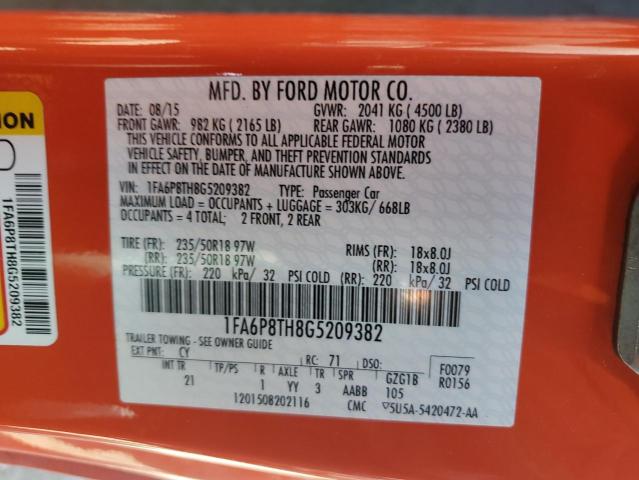 MFD. BY FORD MOTOR CO.
DATE: 08/15 GVWR: 2041 KG ( 4500 LB)
FRONT GAWR: 982 KG ( 2165 LB) REAR GAWR: 1080 KG ( 2380 LB)
THIS VEHICLE CONFORMS TO ALL APPLICABLE FEDERAL MOTOR
VEHICLE SAFETY, BUMPER, AND THEFT PREVENTION STANDARDS
IN EFFECT ON THE DATE OF MANUFACTURE SHOWN ABOVE.
VIN: 1FA6P8TH8G5209382 TYPE: Passenger Car
MAXIMUM LOAD = OCCUPANTS + LUGGAGE = 303KG/ 668LB
OCCUPANTS = 4 TOTAL; 2 FRONT, 2 REAR
TIRE (FR): 235/50R18 97W RIMS (FR): 18x8.0J
(RR): 235/50R18 97W (RR): 18x8.0J
PRESSURE (FR): 220 kPa/ 32 PSI COLD (RR): 220 kPa/ 32 PSI COLD
1FA6P8TH8G5209382
TRAILER TOWING - SEE OWNER GUIDE
EXT PNT: CY RC: 71 DSO: F0079
INT TR TP/PS R AXLE TR SPR GZG1B R0156
21 1 YY 3 AABB 105
1201508202116 CMC ▽5U5A-5420472-AA
ION
1FA6P8TH8G5209382